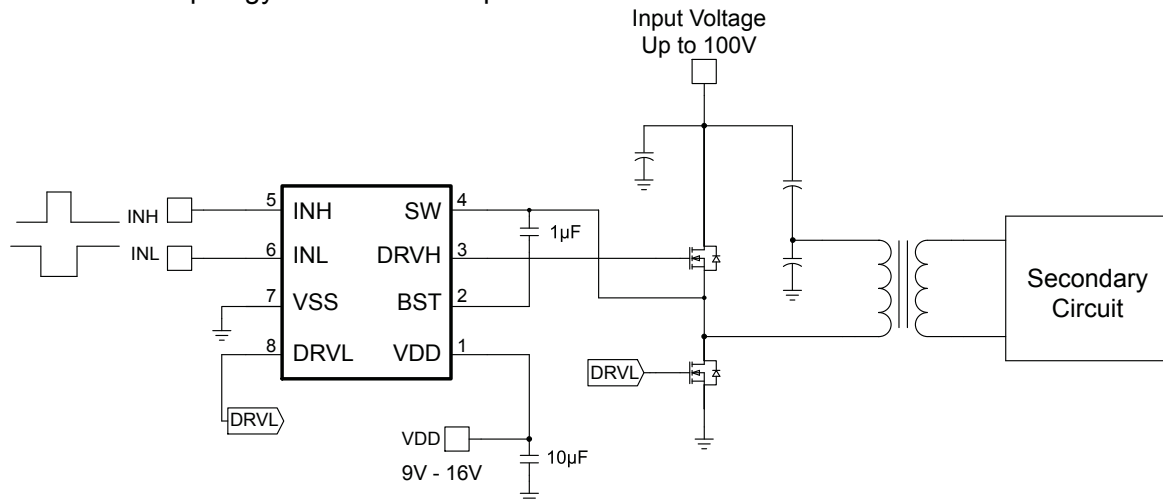 Input Voltage
Up to 100V
INH
5
INH
SW
4
1µF
INL
6
INL
DRVH
3
7
VSS
BST
2
8
DRVL
VDD
1
DRVL
DRVL
VDD
9V - 16V
10µF
Secondary
Circuit